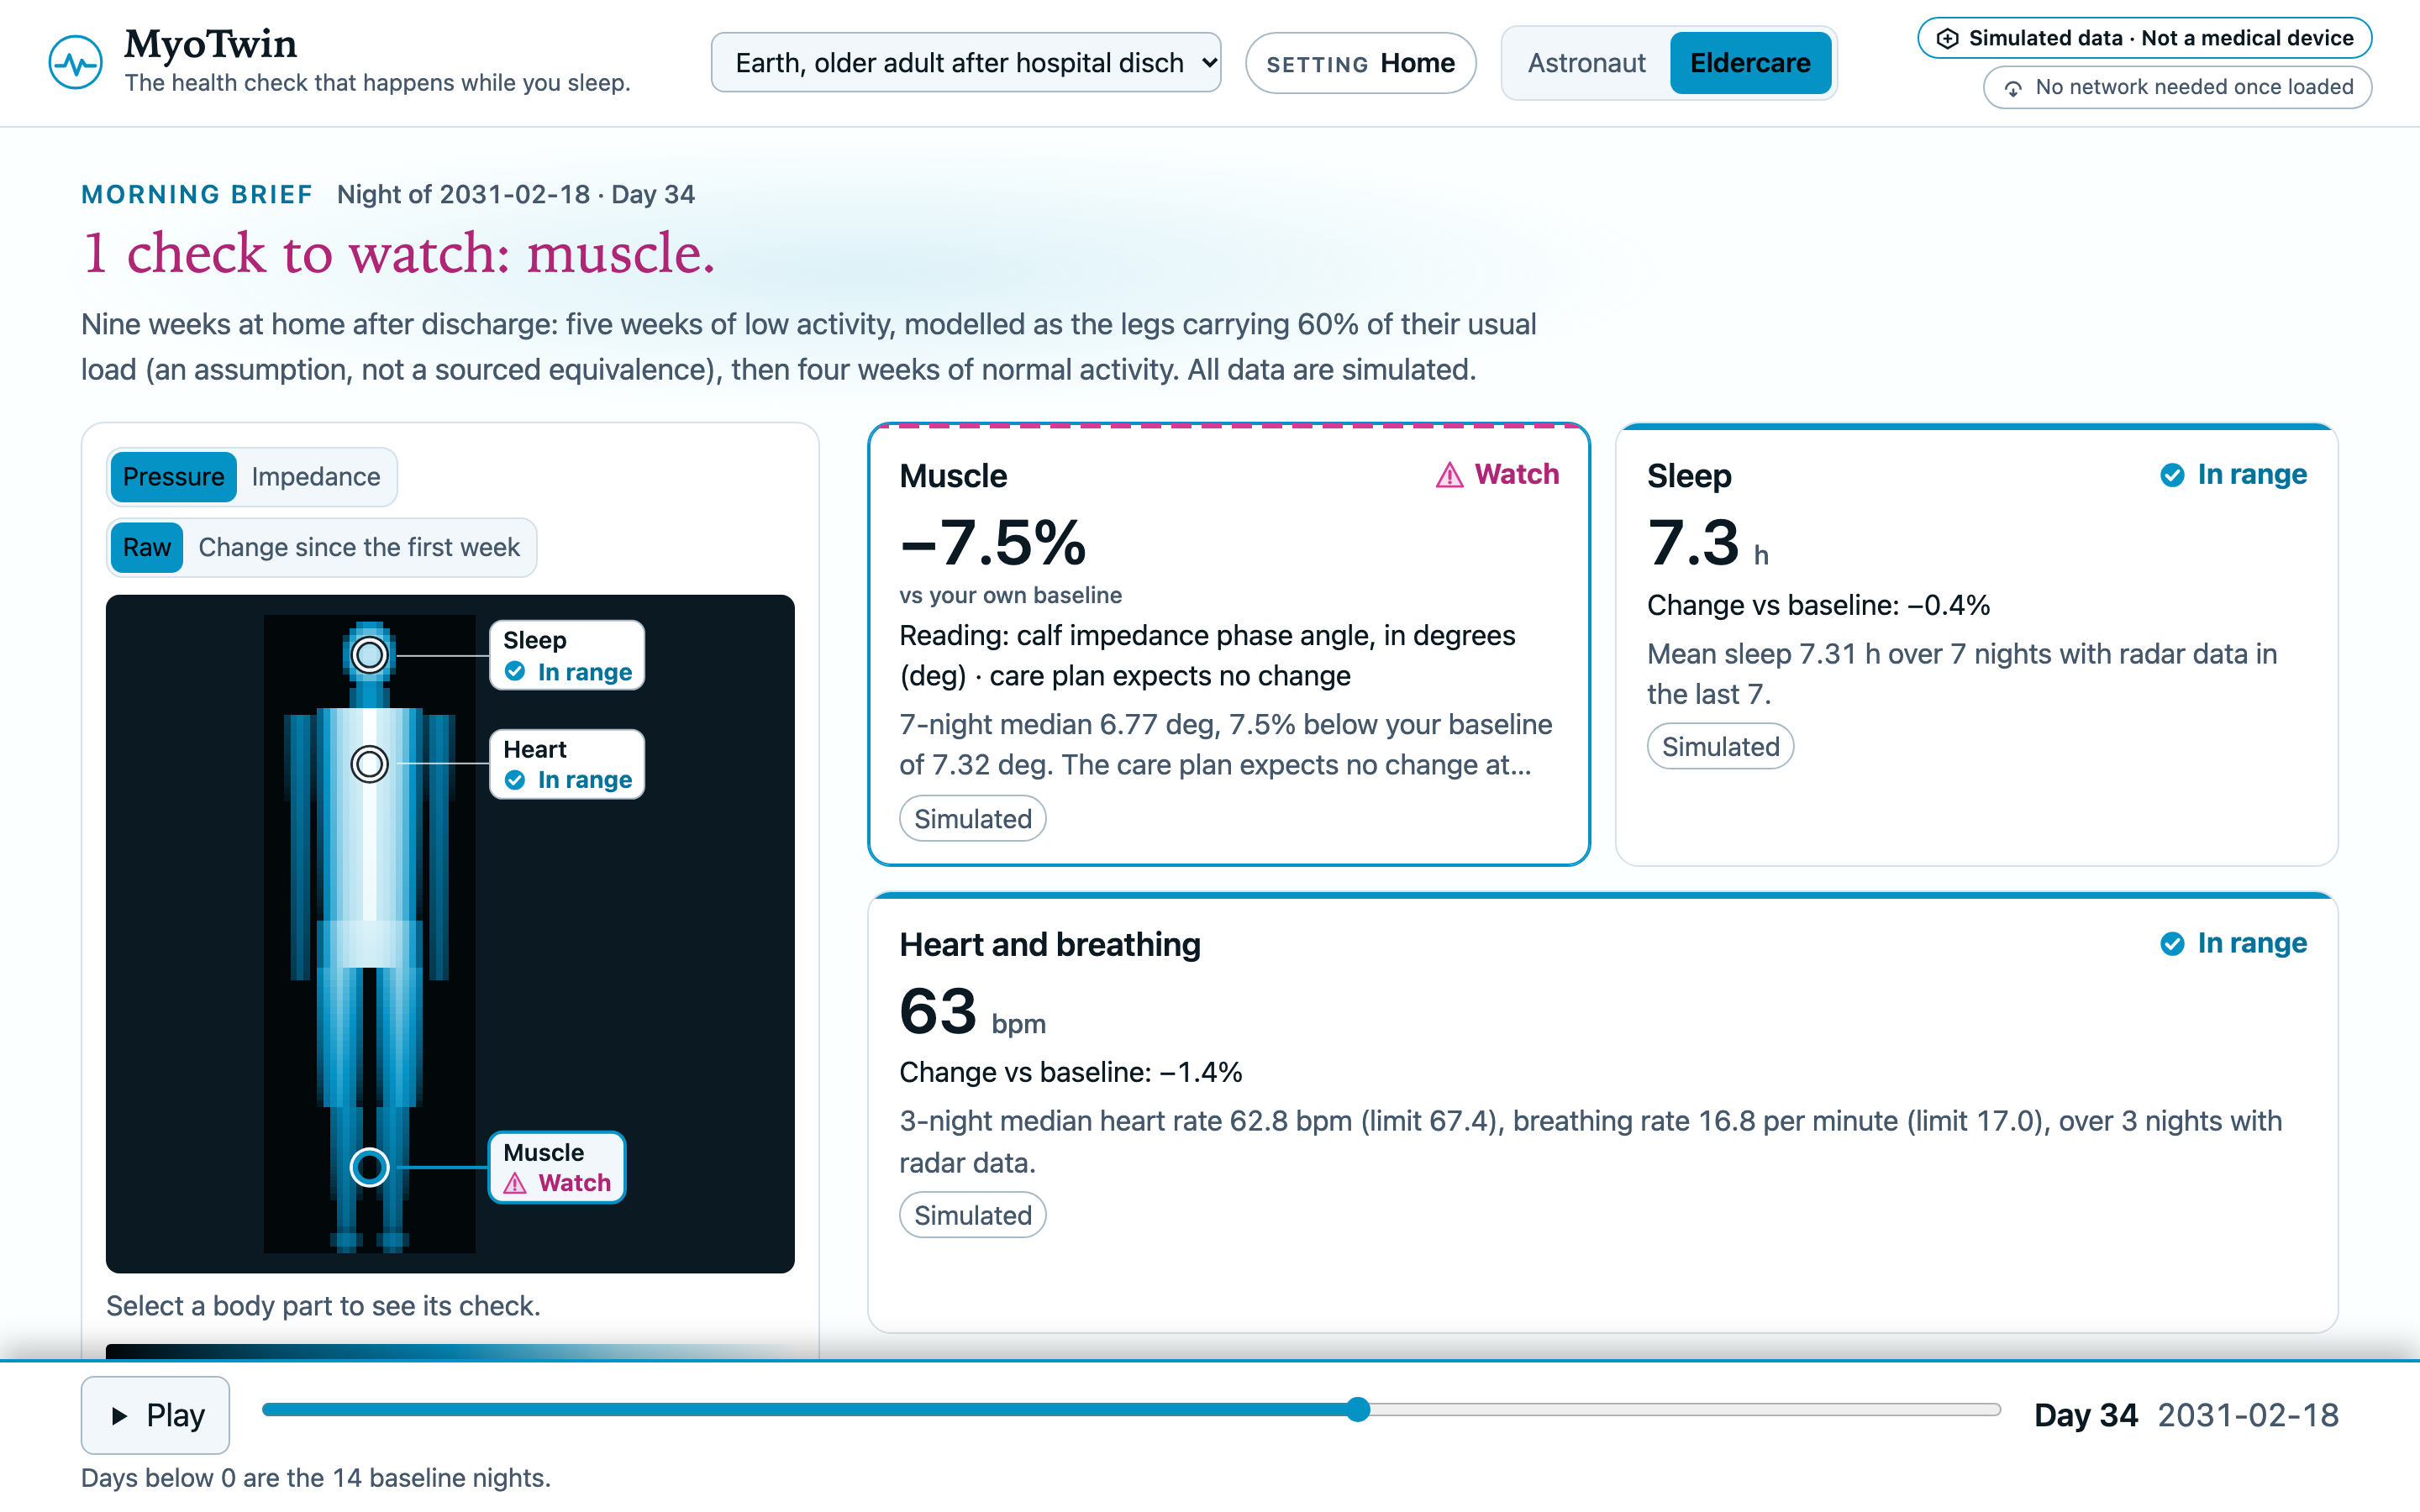 MyoTwin
The health check that happens while you sleep.
Earth, older adult after hospital disch
SETTING Home
Astronaut
Eldercare
Simulated data · Not a medical device
No network needed once loaded
MORNING BRIEF Night of 2031-02-18 · Day 34
1 check to watch: muscle.
Nine weeks at home after discharge: five weeks of low activity, modelled as the legs carrying 60% of their usual
load (an assumption, not a sourced equivalence), then four weeks of normal activity. All data are simulated.
Pressure Impedance
Raw Change since the first week
Sleep
In range
Heart
In range
Muscle
Watch
Select a body part to see its check.
Muscle
Watch
−7.5%
vs your own baseline
Reading: calf impedance phase angle, in degrees
(deg) · care plan expects no change
7-night median 6.77 deg, 7.5% below your baseline
of 7.32 deg. The care plan expects no change at...
Simulated
Sleep
In range
7.3 h
Change vs baseline: −0.4%
Mean sleep 7.31 h over 7 nights with radar data in
the last 7.
Simulated
Heart and breathing
In range
63 bpm
Change vs baseline: −1.4%
3-night median heart rate 62.8 bpm (limit 67.4), breathing rate 16.8 per minute (limit 17.0), over 3 nights with
radar data.
Simulated
Play
Day 34 2031-02-18
Days below 0 are the 14 baseline nights.